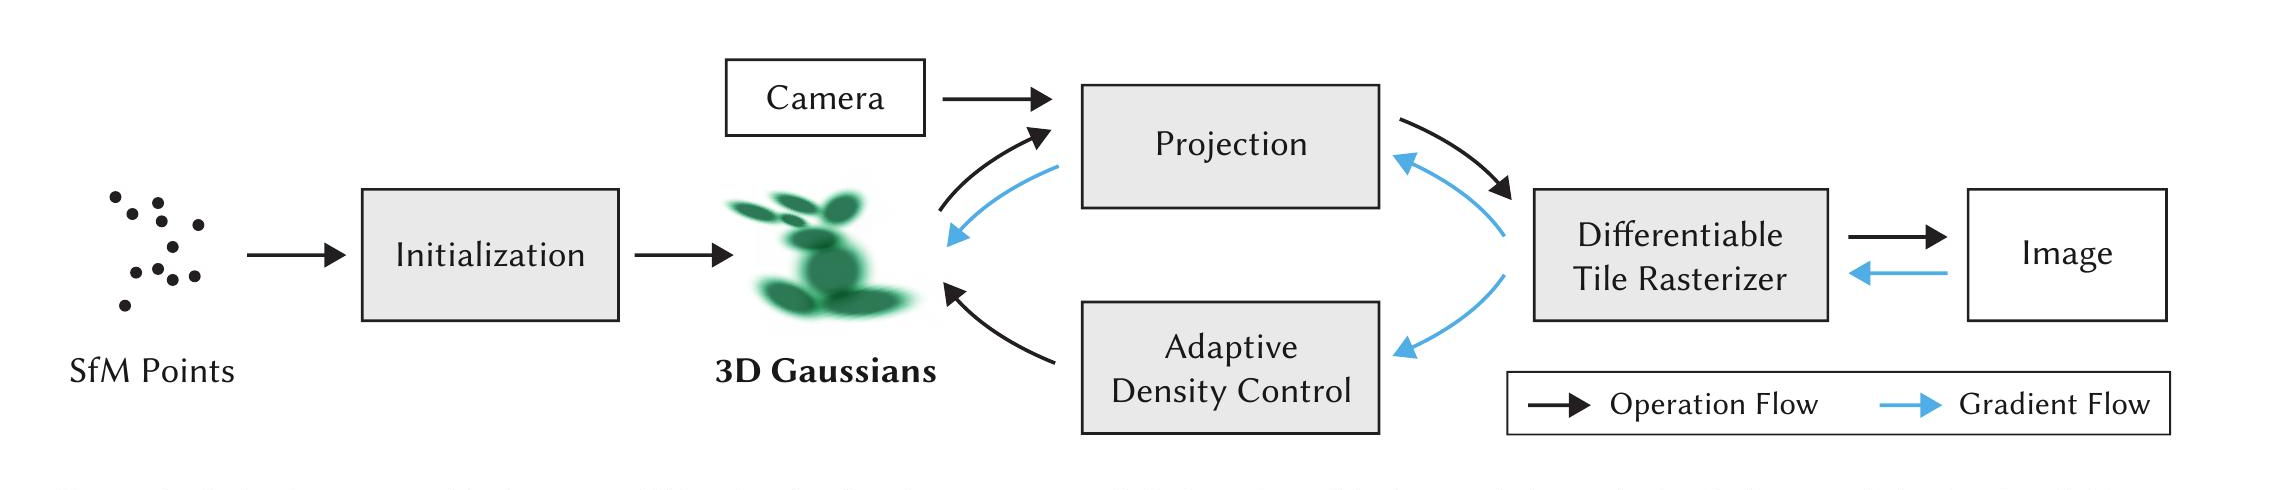 Camera
Projection
Initialization
Differentiable
Tile Rasterizer
Image
SfM Points
3D Gaussians
Adaptive
Density Control
Operation Flow
Gradient Flow